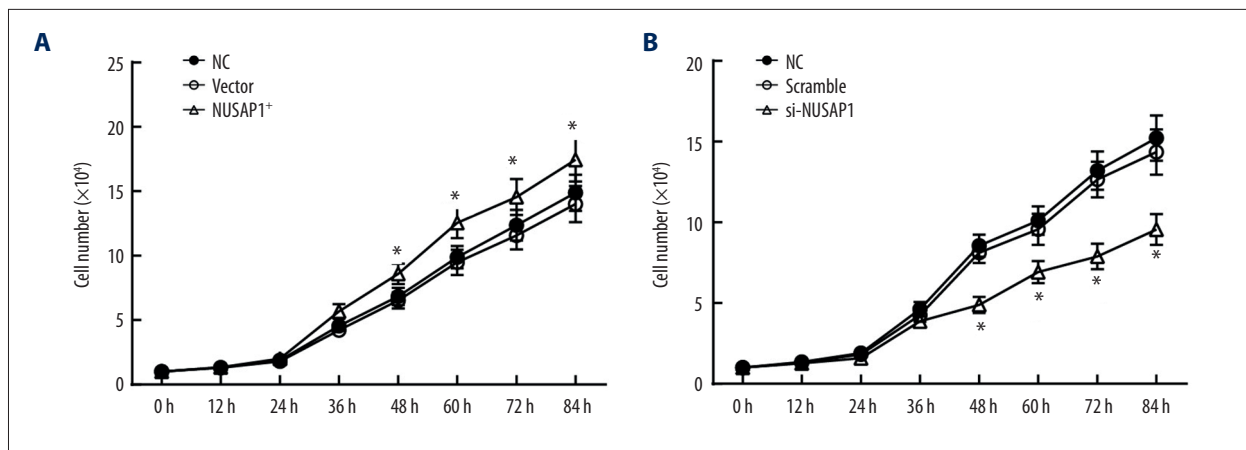 A
NC
Vector
NUSAP1⁺
Cell number (×10⁴)
25
20
15
10
5
0
0 h 12 h 24 h 36 h 48 h 60 h 72 h 84 h
*
*
*
*
B
NC
Scramble
si-NUSAP1
Cell number (×10⁴)
20
15
10
5
0
0 h 12 h 24 h 36 h 48 h 60 h 72 h 84 h
*
*
*
*